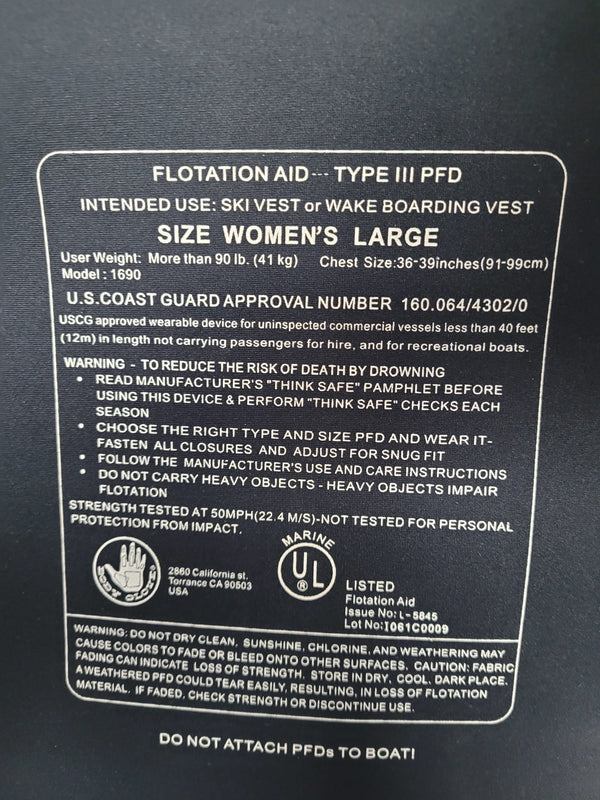 FLOTATION AID--- TYPE III PFD
INTENDED USE: SKI VEST or WAKE BOARDING VEST
SIZE WOMEN'S LARGE
User Weight: More than 90 lb. (41 kg) Chest Size:36-39inches(91-99cm)
Model : 1690
U.S.COAST GUARD APPROVAL NUMBER 160.064/4302/0
USCG approved wearable device for uninspected commercial vessels less than 40 feet
(12m) in length not carrying passengers for hire, and for recreational boats.
WARNING - TO REDUCE THE RISK OF DEATH BY DROWNING
• READ MANUFACTURER'S "THINK SAFE" PAMPHLET BEFORE
USING THIS DEVICE & PERFORM "THINK SAFE" CHECKS EACH
SEASON
• CHOOSE THE RIGHT TYPE AND SIZE PFD AND WEAR IT-
FASTEN ALL CLOSURES AND ADJUST FOR SNUG FIT
• FOLLOW THE MANUFACTURER'S USE AND CARE INSTRUCTIONS
• DO NOT CARRY HEAVY OBJECTS - HEAVY OBJECTS IMPAIR
FLOTATION
STRENGTH TESTED AT 50MPH(22.4 M/S)-NOT TESTED FOR PERSONAL
PROTECTION FROM IMPACT.
BODY GLOVE
2660 California st.
Torrance CA 90503
USA
MARINE
UL
®
LISTED
Flotation Aid
Issue No: L-5845
Lot No:I061C0009
WARNING: DO NOT DRY CLEAN. SUNSHINE, CHLORINE, AND WEATHERING MAY
CAUSE COLORS TO FADE OR BLEED ONTO OTHER SURFACES. CAUTION: FABRIC
FADING CAN INDICATE LOSS OF STRENGTH. STORE IN DRY, COOL, DARK PLACE.
A WEATHERED PFD COULD TEAR EASILY, RESULTING, IN LOSS OF FLOTATION
MATERIAL. IF FADED, CHECK STRENGTH OR DISCONTINUE USE.
DO NOT ATTACH PFDs TO BOAT!